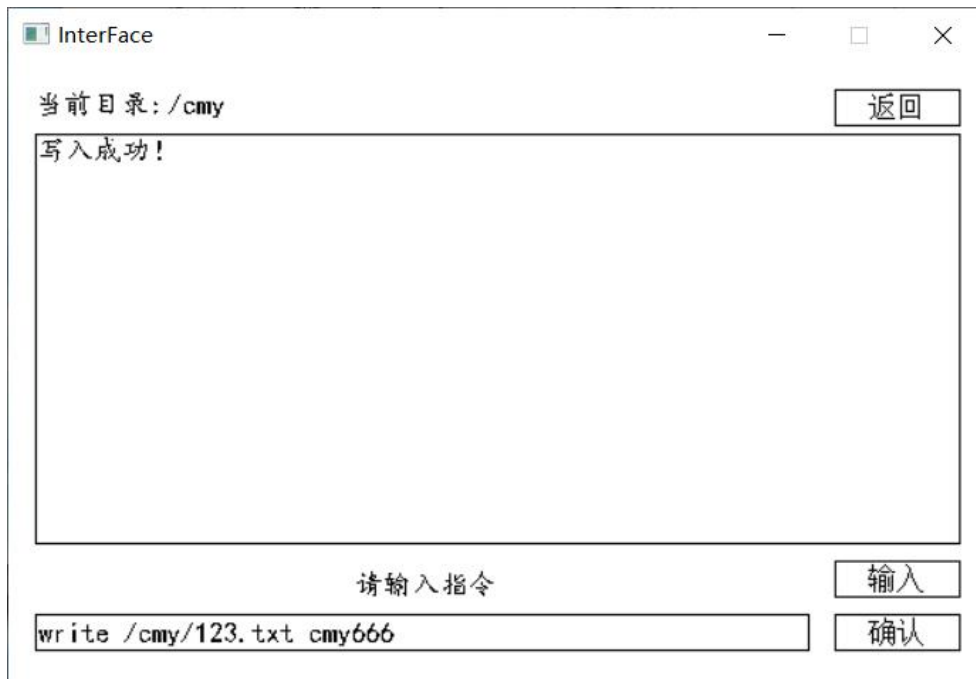 InterFace
当前目录:/cmy
返回
写入成功!
请输入指令
输入
write /cmy/123.txt cmy666
确认